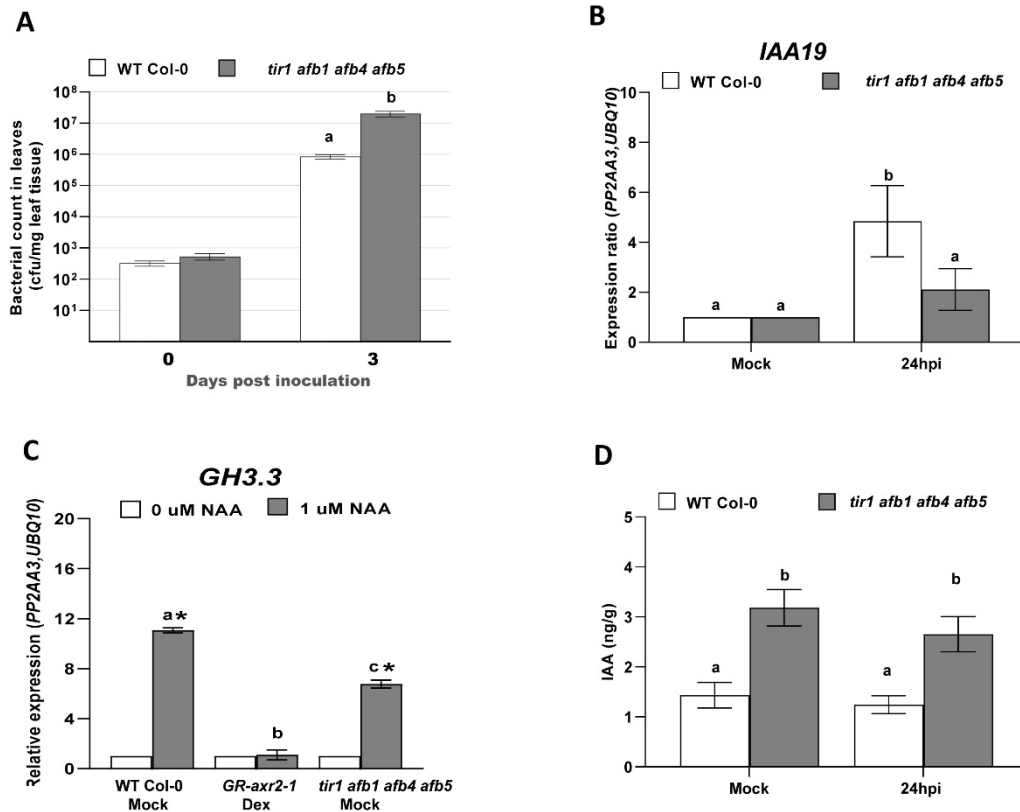 A
WT Col-0
tir1 afb1 afb4 afb5
Bacterial count in leaves
(cfu/mg leaf tissue)
10⁸
10⁷
10⁶
10⁵
10⁴
10³
10²
10¹
a
b
0
3
Days post inoculation
B
IAA19
WT Col-0
tir1 afb1 afb4 afb5
Expression ratio (PP2AA3,UBQ10)
10
8
6
4
2
0
a
a
b
a
Mock
24hpi
C
GH3.3
0 uM NAA
1 uM NAA
Relative expression (PP2AA3,UBQ10)
20
16
12
8
4
0
a*
b
c*
WT Col-0
Mock
GR-axr2-1
Dex
tir1 afb1 afb4 afb5
Mock
D
WT Col-0
tir1 afb1 afb4 afb5
IAA (ng/g)
5
4
3
2
1
0
a
b
a
b
Mock
24hpi